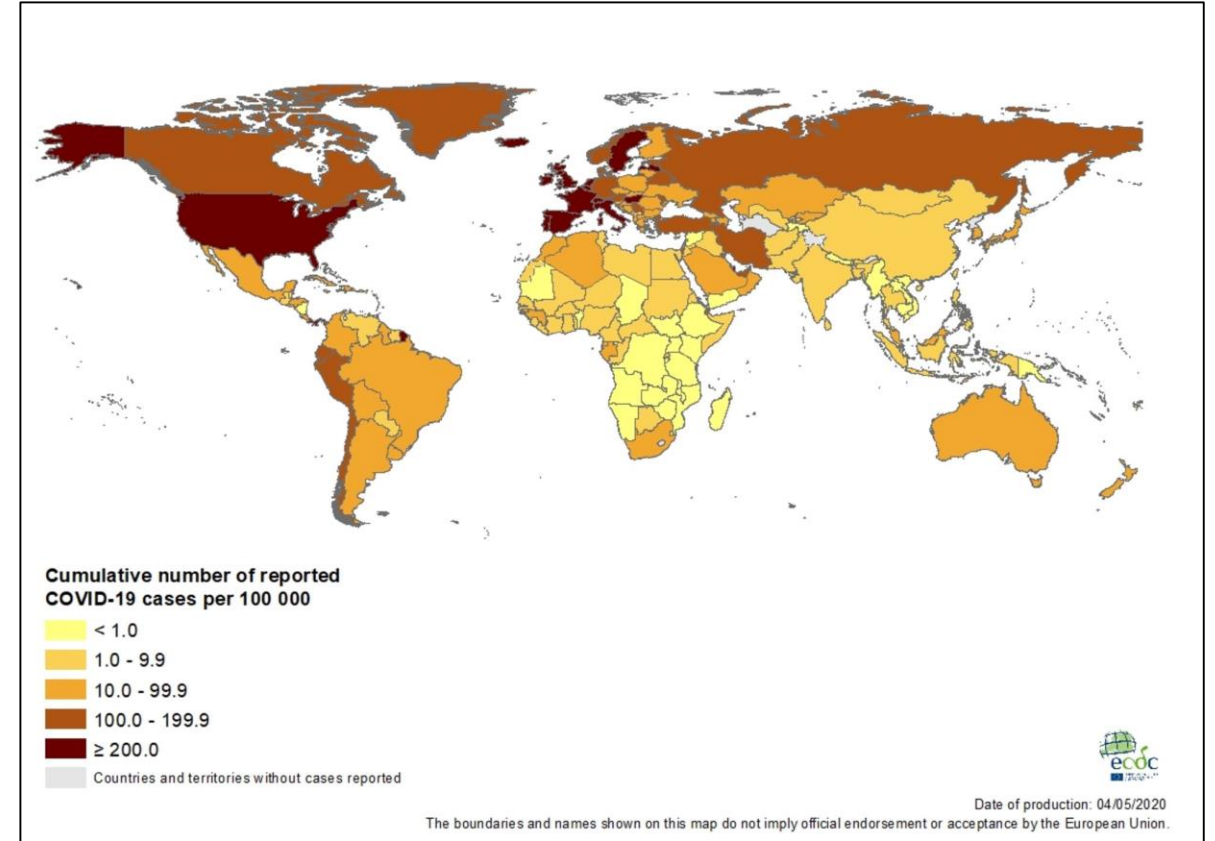 Cumulative number of reported
COVID-19 cases per 100 000
< 1.0
1.0 - 9.9
10.0 - 99.9
100.0 - 199.9
≥ 200.0
Countries and territories without cases reported
ecdc
Date of production: 04/05/2020
The boundaries and names shown on this map do not imply official endorsement or acceptance by the European Union.